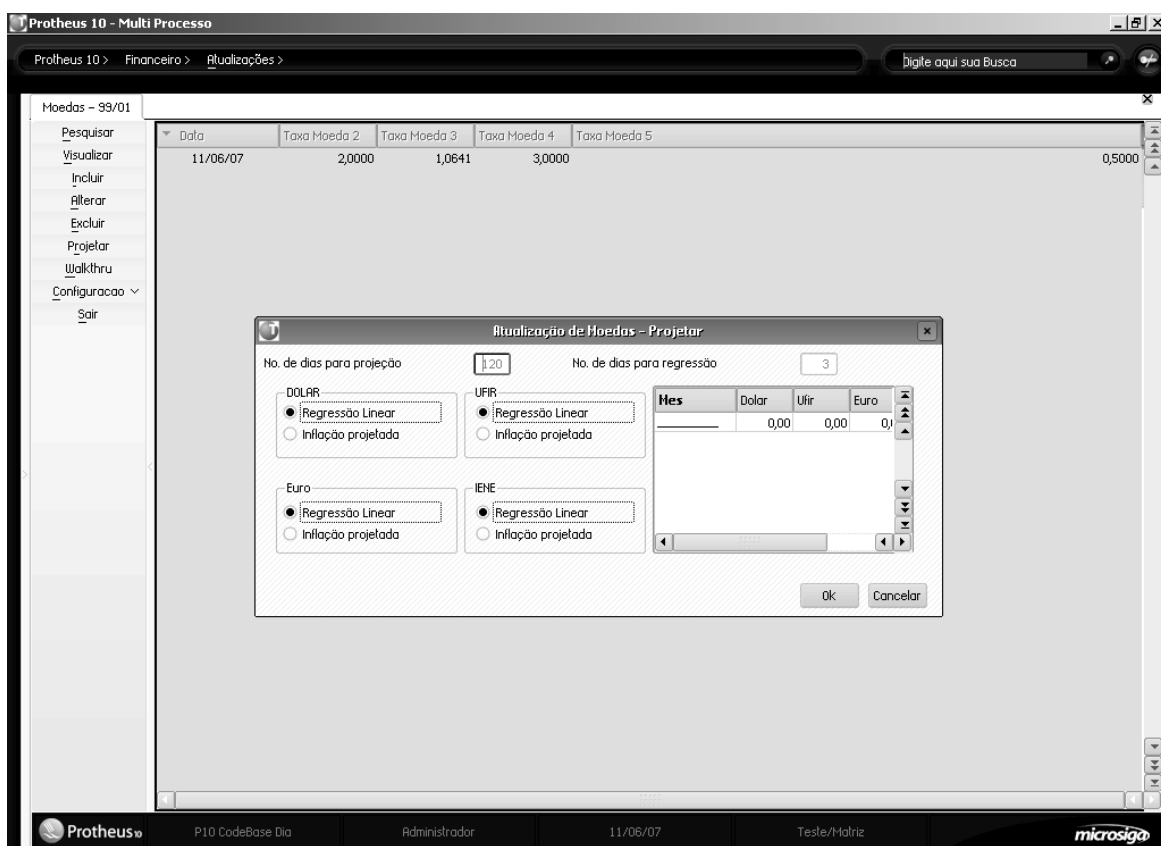 Protheus 10 - Multi Processo
Protheus 10 > Financeiro > Atualizações >
Digite aqui sua Busca
Moedas - 99/01
Pesquisar
Visualizar
Incluir
Alterar
Excluir
Projetar
Walkthru
Configuracao
Sair
Data Taxa Moeda 2 Taxa Moeda 3 Taxa Moeda 4 Taxa Moeda 5
11/06/07 2,0000 1,0641 3,0000 0,5000
Atualização de Moedas - Projetar
No. de dias para projeção 120 No. de dias para regressão 3
DOLAR
Regressão Linear
Inflação projetada
UFIR
Regressão Linear
Inflação projetada
Euro
Regressão Linear
Inflação projetada
IENE
Regressão Linear
Inflação projetada
Mes Dolar Ufir Euro
0,00 0,00
Ok Cancelar
Protheus10 P10 CodeBase Dia Administrador 11/06/07 Teste/Matriz microsiga